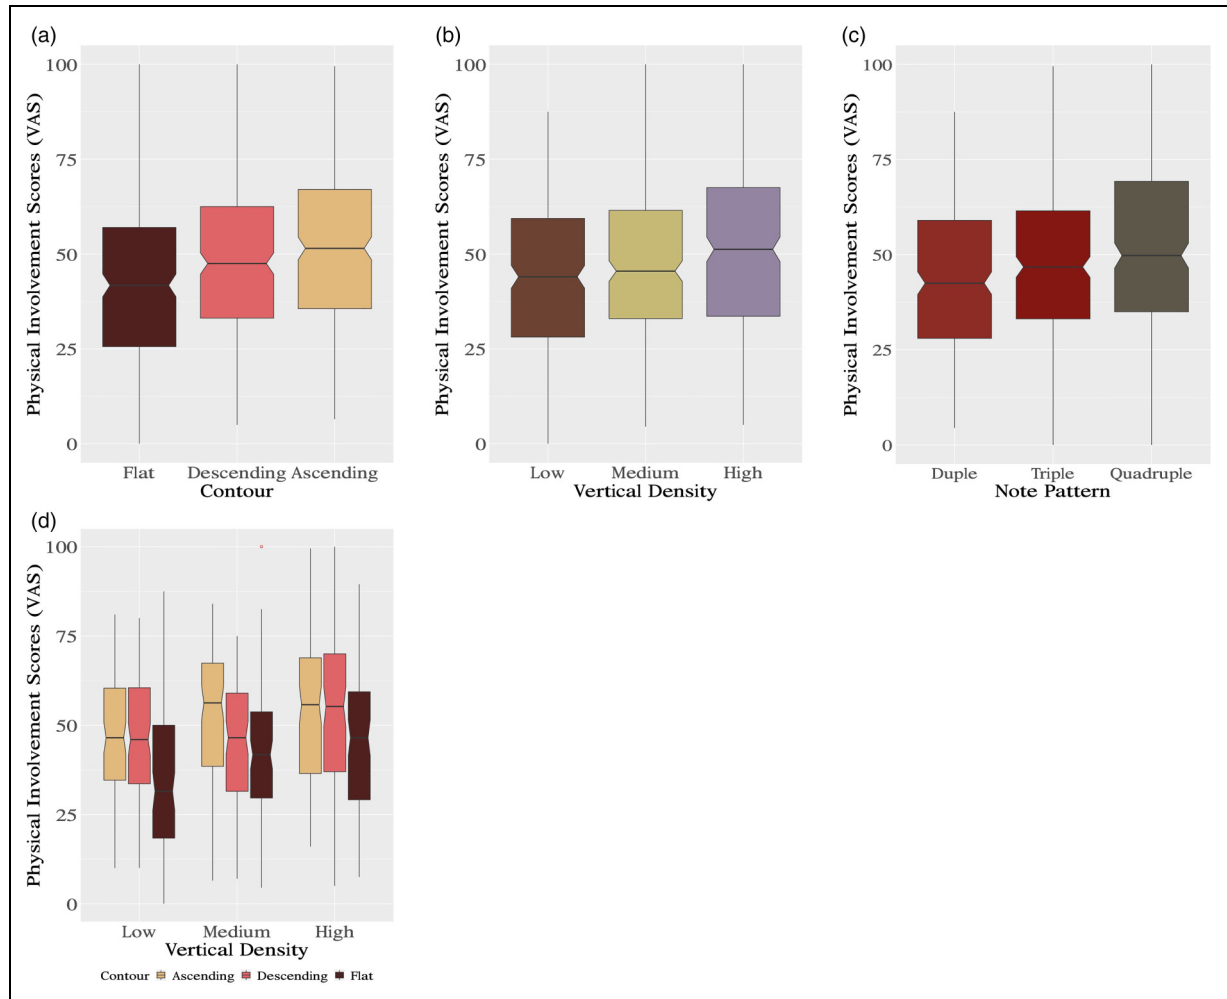 (a)
Physical Involvement Scores (VAS)
100
75
50
25
0
Flat Descending Ascending
Contour
(b)
Physical Involvement Scores (VAS)
100
75
50
25
0
Low Medium High
Vertical Density
(c)
Physical Involvement Scores (VAS)
100
75
50
25
0
Duple Triple Quadruple
Note Pattern
(d)
Physical Involvement Scores (VAS)
100
75
50
25
0
Low Medium High
Vertical Density
Contour Ascending Descending Flat